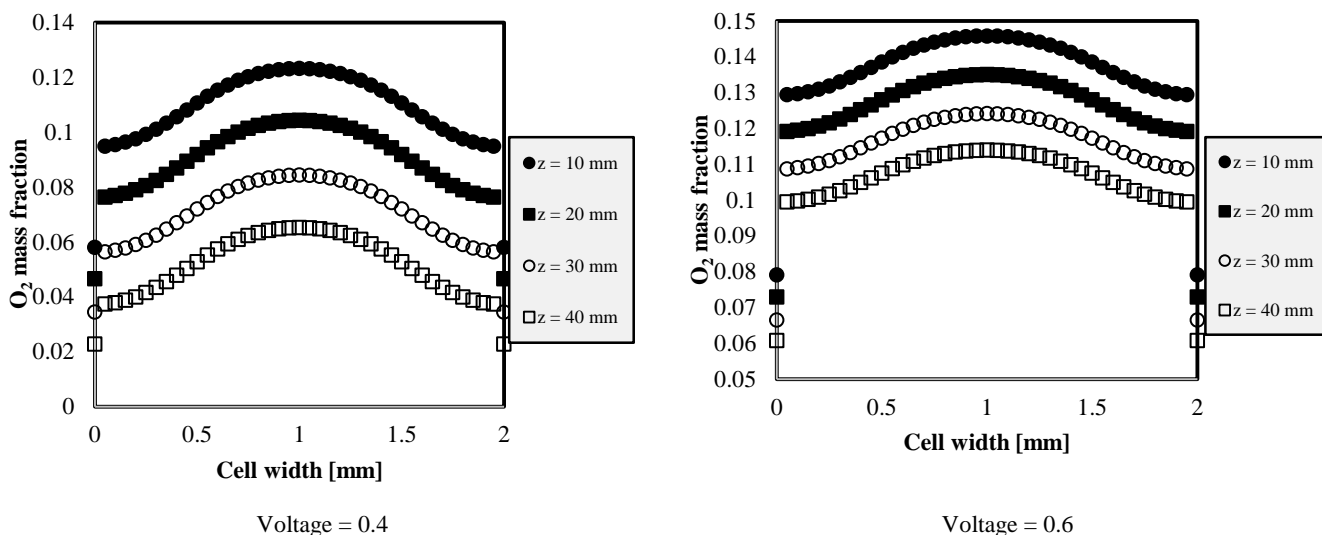 0.14
0.12
0.1
0.08
0.06
0.04
0.02
0
O2 mass fraction
0
0.5
1
1.5
2
Cell width [mm]
z = 10 mm
z = 20 mm
z = 30 mm
z = 40 mm
Voltage = 0.4
0.15
0.14
0.13
0.12
0.11
0.1
0.09
0.08
0.07
0.06
0.05
O2 mass fraction
0
0.5
1
1.5
2
Cell width [mm]
z = 10 mm
z = 20 mm
z = 30 mm
z = 40 mm
Voltage = 0.6